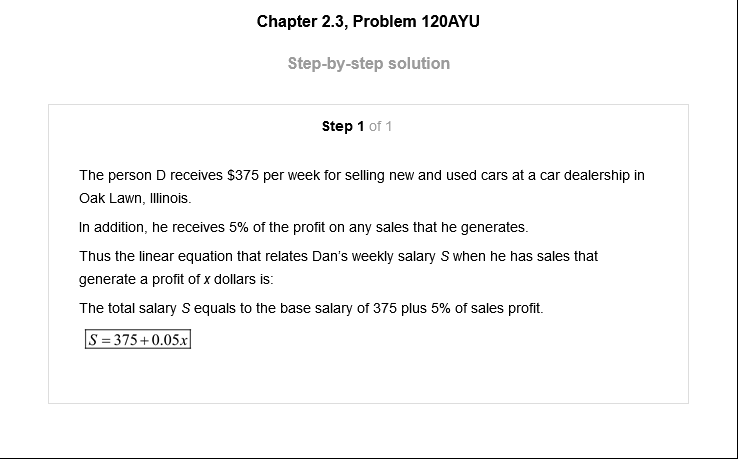 Chapter 2.3, Problem 120AYU
Step-by-step solution
Step 1 of 1
The person D receives $375 per week for selling new and used cars at a car dealership in
Oak Lawn, Illinois.
In addition, he receives 5% of the profit on any sales that he generates.
Thus the linear equation that relates Dan's weekly salary S when he has sales that
generate a profit of x dollars is:
The total salary S equals to the base salary of 375 plus 5% of sales profit.
S = 375 + 0.05x